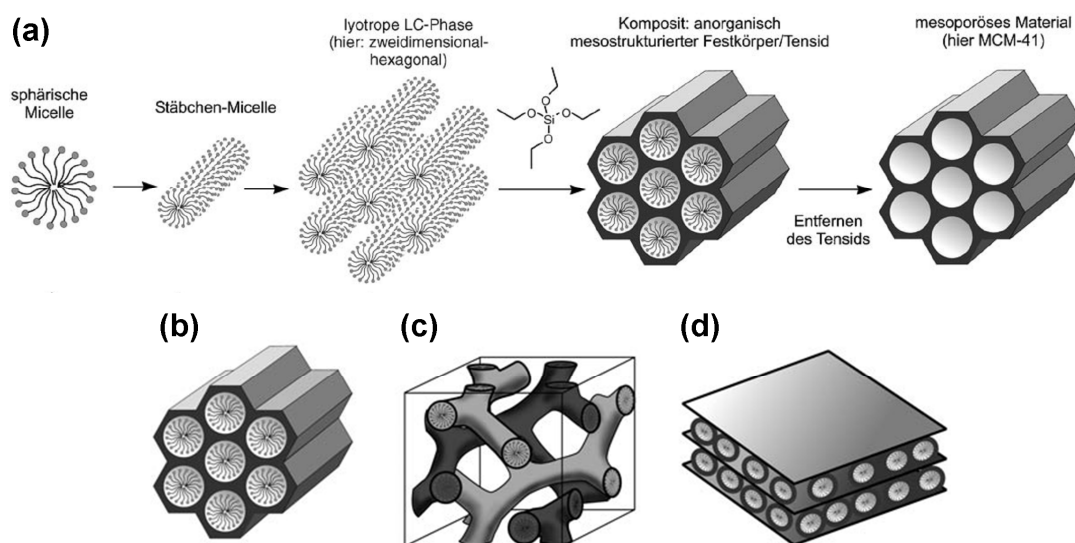 (a)
sphärische
Micelle
Stäbchen-Micelle
lyotrope LC-Phase
(hier: zweidimensional-
hexagonal)
O
O
Si
O
O
Komposit: anorganisch
mesostrukturierter Festkörper/Tensid
Entfernen
des Tensids
mesoporöses Material
(hier MCM-41)
(b)
(c)
(d)